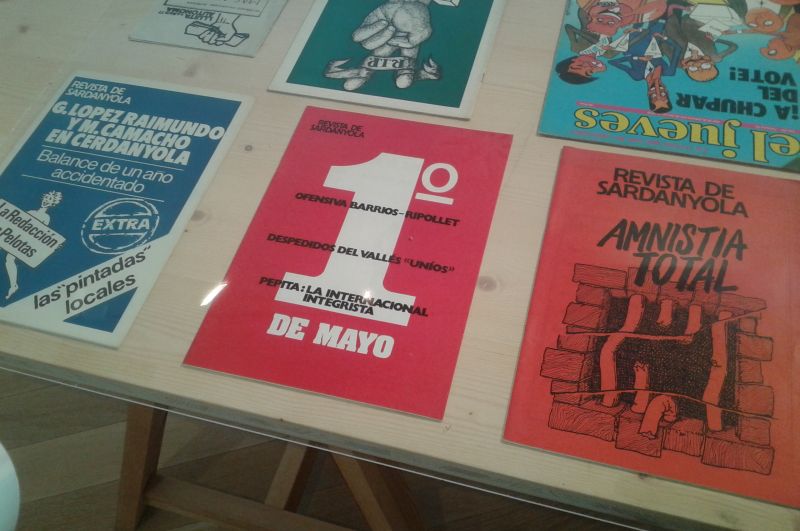 R.I.P.
¡A CHUPAR
DEL
VOTE!
el jueves
REVISTA DE
SARDANYOLA
G. LOPEZ RAIMUNDO
Y M. CAMACHO
EN CERDANYOLA
Balance de un año
accidentado
La Redacción
Pelotas
EXTRA
las "pintadas"
locales
REVISTA DE
SARDANYOLA
1º
OFENSIVA BARRIOS-RIPOLLET
DESPEDIDOS DEL VALLÉS "UNÍOS"
PEPITA: LA INTERNACIONAL
INTEGRISTA
DE MAYO
REVISTA DE
SARDANYOLA
AMNISTIA
TOTAL